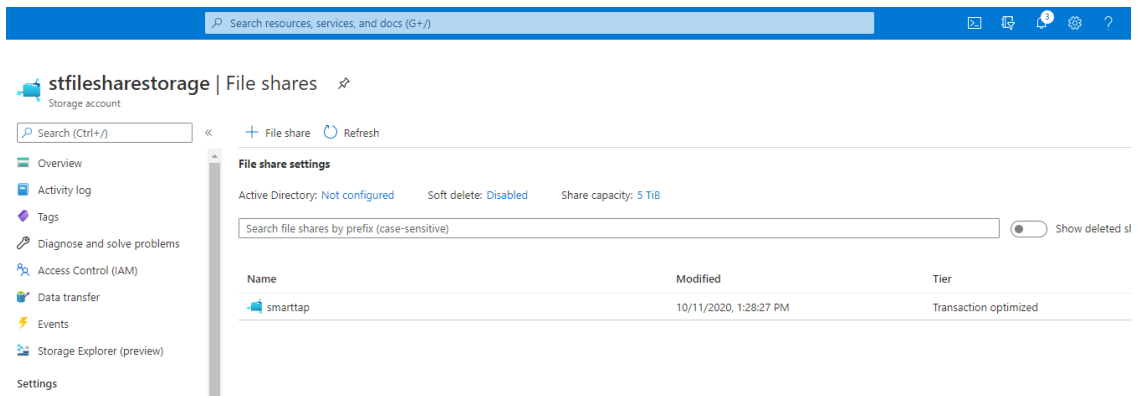 Search resources, services, and docs (G+/)
3
stfilesharestorage | File shares
Storage account
Search (Ctrl+/)
«
+ File share Refresh
Overview
Activity log
Tags
Diagnose and solve problems
Access Control (IAM)
Data transfer
Events
Storage Explorer (preview)
Settings
File share settings
Active Directory: Not configured Soft delete: Disabled Share capacity: 5 TiB
Search file shares by prefix (case-sensitive) Show deleted
Name Modified Tier
smarttap 10/11/2020, 1:28:27 PM Transaction optimized